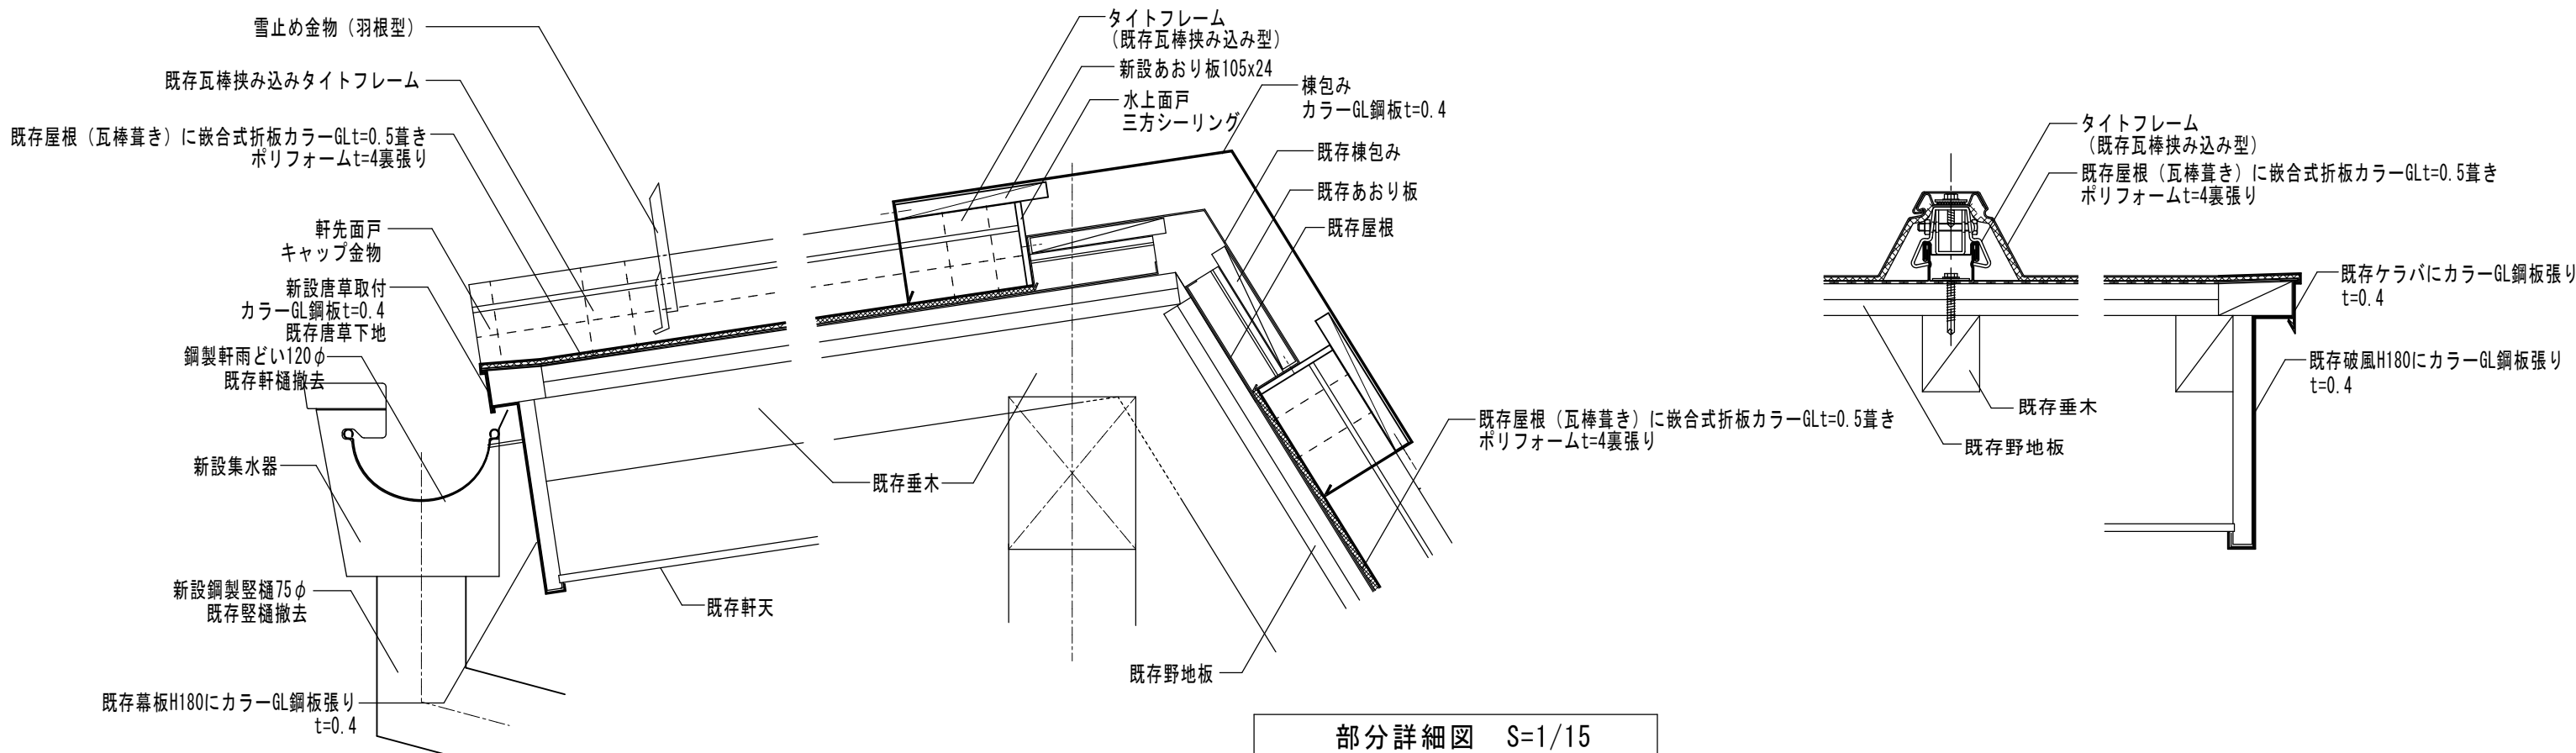 雪止め金物（羽根型）
既存瓦棒挟み込みタイトフレーム
既存屋根（瓦棒葺き）に嵌合式折板カラーGLt=0.5葺き
ポリフォームt=4裏張り
軒先面戸
キャップ金物
新設唐草取付
カラーGL鋼板t=0.4
既存唐草下地
鋼製軒雨どい120φ
既存軒樋撤去
新設集水器
新設鋼製竪樋75φ
既存竪樋撤去
既存幕板H180にカラーGL鋼板張り
t=0.4
タイトフレーム
（既存瓦棒挟み込み型）
新設あおり板105x24
水上面戸
三方シーリング
棟包み
カラーGL鋼板t=0.4
既存棟包み
既存あおり板
既存屋根
既存屋根（瓦棒葺き）に嵌合式折板カラーGLt=0.5葺き
ポリフォームt=4裏張り
既存垂木
既存軒天
既存野地板
タイトフレーム
（既存瓦棒挟み込み型）
既存屋根（瓦棒葺き）に嵌合式折板カラーGLt=0.5葺き
ポリフォームt=4裏張り
既存ケラバにカラーGL鋼板張り
t=0.4
既存破風H180にカラーGL鋼板張り
t=0.4
既存垂木
既存野地板
部分詳細図 S=1/15